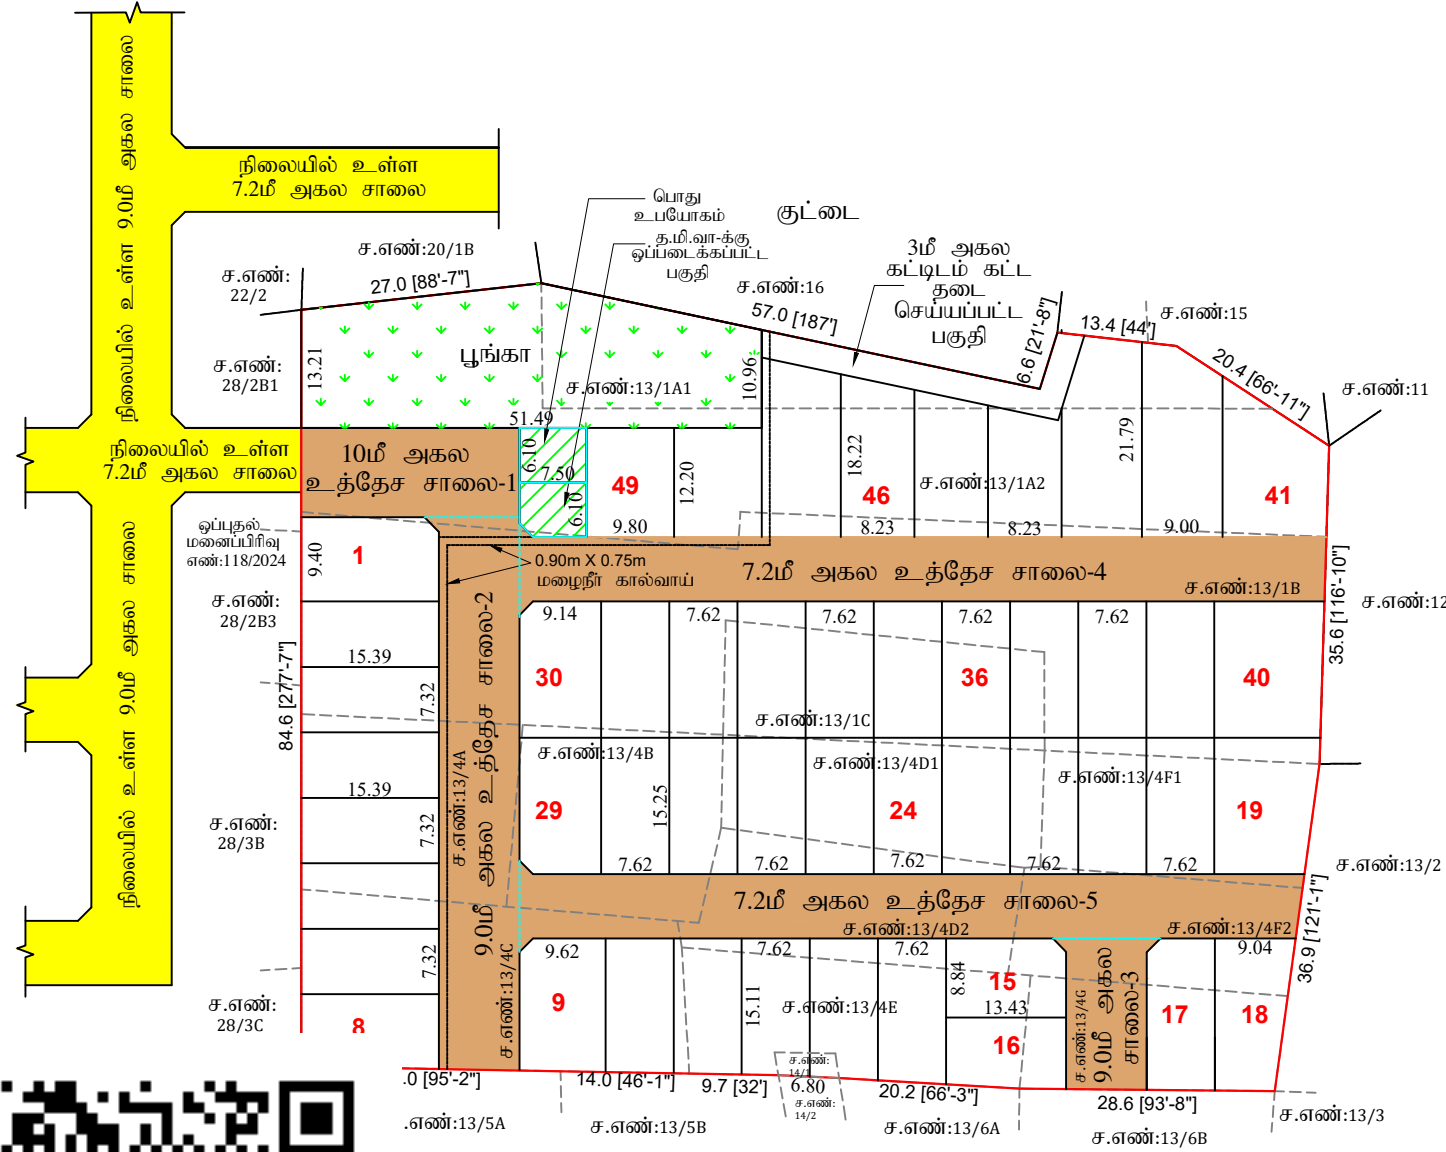 நிலையில் உள்ள 9.0மீ அகல சாலை
நிலையில் உள்ள
7.2மீ அகல சாலை
பொது
உபயோகம்
த.மி.வா-க்கு
ஒப்படைக்கப்பட்ட
பகுதி
குட்டை
3மீ அகல
கட்டிடம் கட்ட
தடை
செய்யப்பட்ட
பகுதி
ச.எண்:20/1B
ச.எண்:
22/2
27.0 [88'-7"]
ச.எண்:16
57.0 [187']
6.6 [21'-8"]
13.4 [44']
ச.எண்:15
20.4 [66'-11"]
ச.எண்:11
ச.எண்:
28/2B1
13.21
பூங்கா
ச.எண்:13/1A1
10.96
51.49
நிலையில் உள்ள
7.2மீ அகல சாலை
10மீ அகல
உத்தேச சாலை-1
6.10
7.50
6.10
49
9.80
12.20
18.22
46
8.23
ச.எண்:13/1A2
8.23
21.79
9.00
41
ஒப்புதல்
மனைப்பிரிவு
எண்:118/2024
9.40
1
0.90m X 0.75m
மழைநீர் கால்வாய்
7.2மீ அகல உத்தேச சாலை-4
ச.எண்:13/1B
35.6 [116'-10"]
ச.எண்:12
ச.எண்:
28/2B3
நிலையில் உள்ள 9.0மீ அகல சாலை
84.6 [277'-7"]
15.39
7.32
9.0மீ அகல உத்தேச சாலை-2
9.14
7.62
7.62
7.62
7.62
30
36
40
ச.எண்:13/1C
ச.எண்:13/4B
ச.எண்:13/4D1
ச.எண்:13/4F1
ச.எண்:13/4A
15.39
7.32
29
15.25
24
19
ச.எண்:
28/3B
7.62
7.62
7.62
7.62
7.62
ச.எண்:13/2
7.2மீ அகல உத்தேச சாலை-5
ச.எண்:13/4D2
ச.எண்:13/4F2
36.9 [121'-1"]
7.32
ச.எண்:13/4C
9.62
7.62
7.62
9.04
8.84
15
13.43
9.0மீ அகல
சாலை-3
ச.எண்:13/4G
9
15.11
ச.எண்:13/4E
16
17
18
ச.எண்:
28/3C
8
ச.எண்:
14/1
.0 [95'-2"]
14.0 [46'-1"]
9.7 [32']
6.80
20.2 [66'-3"]
28.6 [93'-8"]
ச.எண்:
14/2
.எண்:13/5A
ச.எண்:13/5B
ச.எண்:13/6A
ச.எண்:13/6B
ச.எண்:13/3